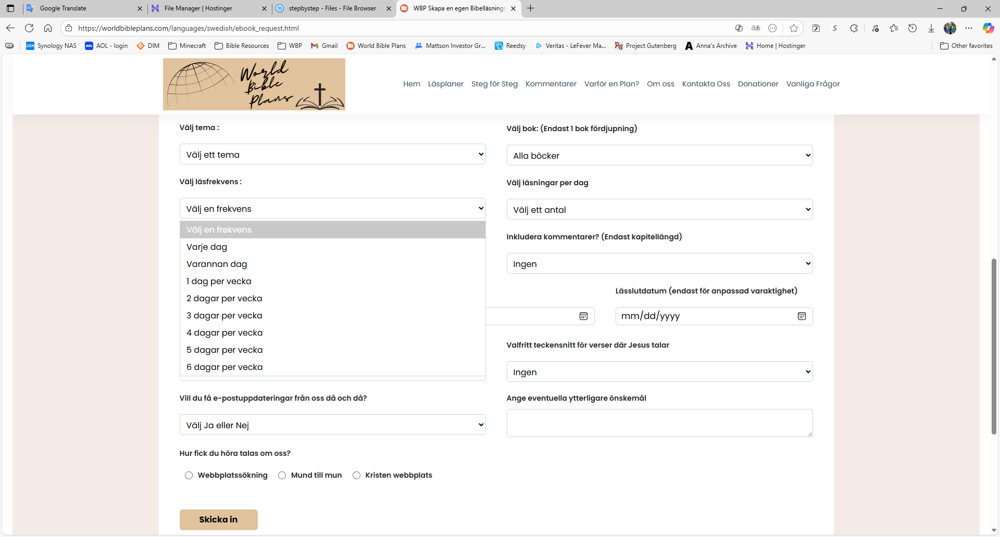 Google Translate
File Manager | Hostinger
stepbystep - Files - File Browser
WBP Skapa en egen Bibelläsnings
https://worldbibleplans.com/languages/swedish/ebook_request.html
Synology NAS
AOL - login
DIM
Minecraft
Bible Resources
WBP
Gmail
World Bible Plans
Mattson Investor Gr...
Reedsy
Veritas - LeFever Ma...
Project Gutenberg
Anna's Archive
Home | Hostinger
Other favorites
World
Bible
Plans
Hem
Läsplaner
Steg för Steg
Kommentarer
Varför en Plan?
Om oss
Kontakta Oss
Donationer
Vanliga Frågor
Välj tema :
Välj bok: (Endast 1 bok fördjupning)
Välj ett tema
Alla böcker
Välj läsfrekvens :
Välj läsningar per dag
Välj en frekvens
Välj ett antal
Välj en frekvens
Varje dag
Varannan dag
1 dag per vecka
2 dagar per vecka
3 dagar per vecka
4 dagar per vecka
5 dagar per vecka
6 dagar per vecka
Inkludera kommentarer? (Endast kapitellängd)
Ingen
Lässlutdatum (endast för anpassad varaktighet)
mm/dd/yyyy
Valfritt teckensnitt för verser där Jesus talar
Ingen
Vill du få e-postuppdateringar från oss då och då?
Ange eventuella ytterligare önskemål
Välj Ja eller Nej
Hur fick du höra talas om oss?
Webbplatssökning
Mund till mun
Kristen webbplats
Skicka in